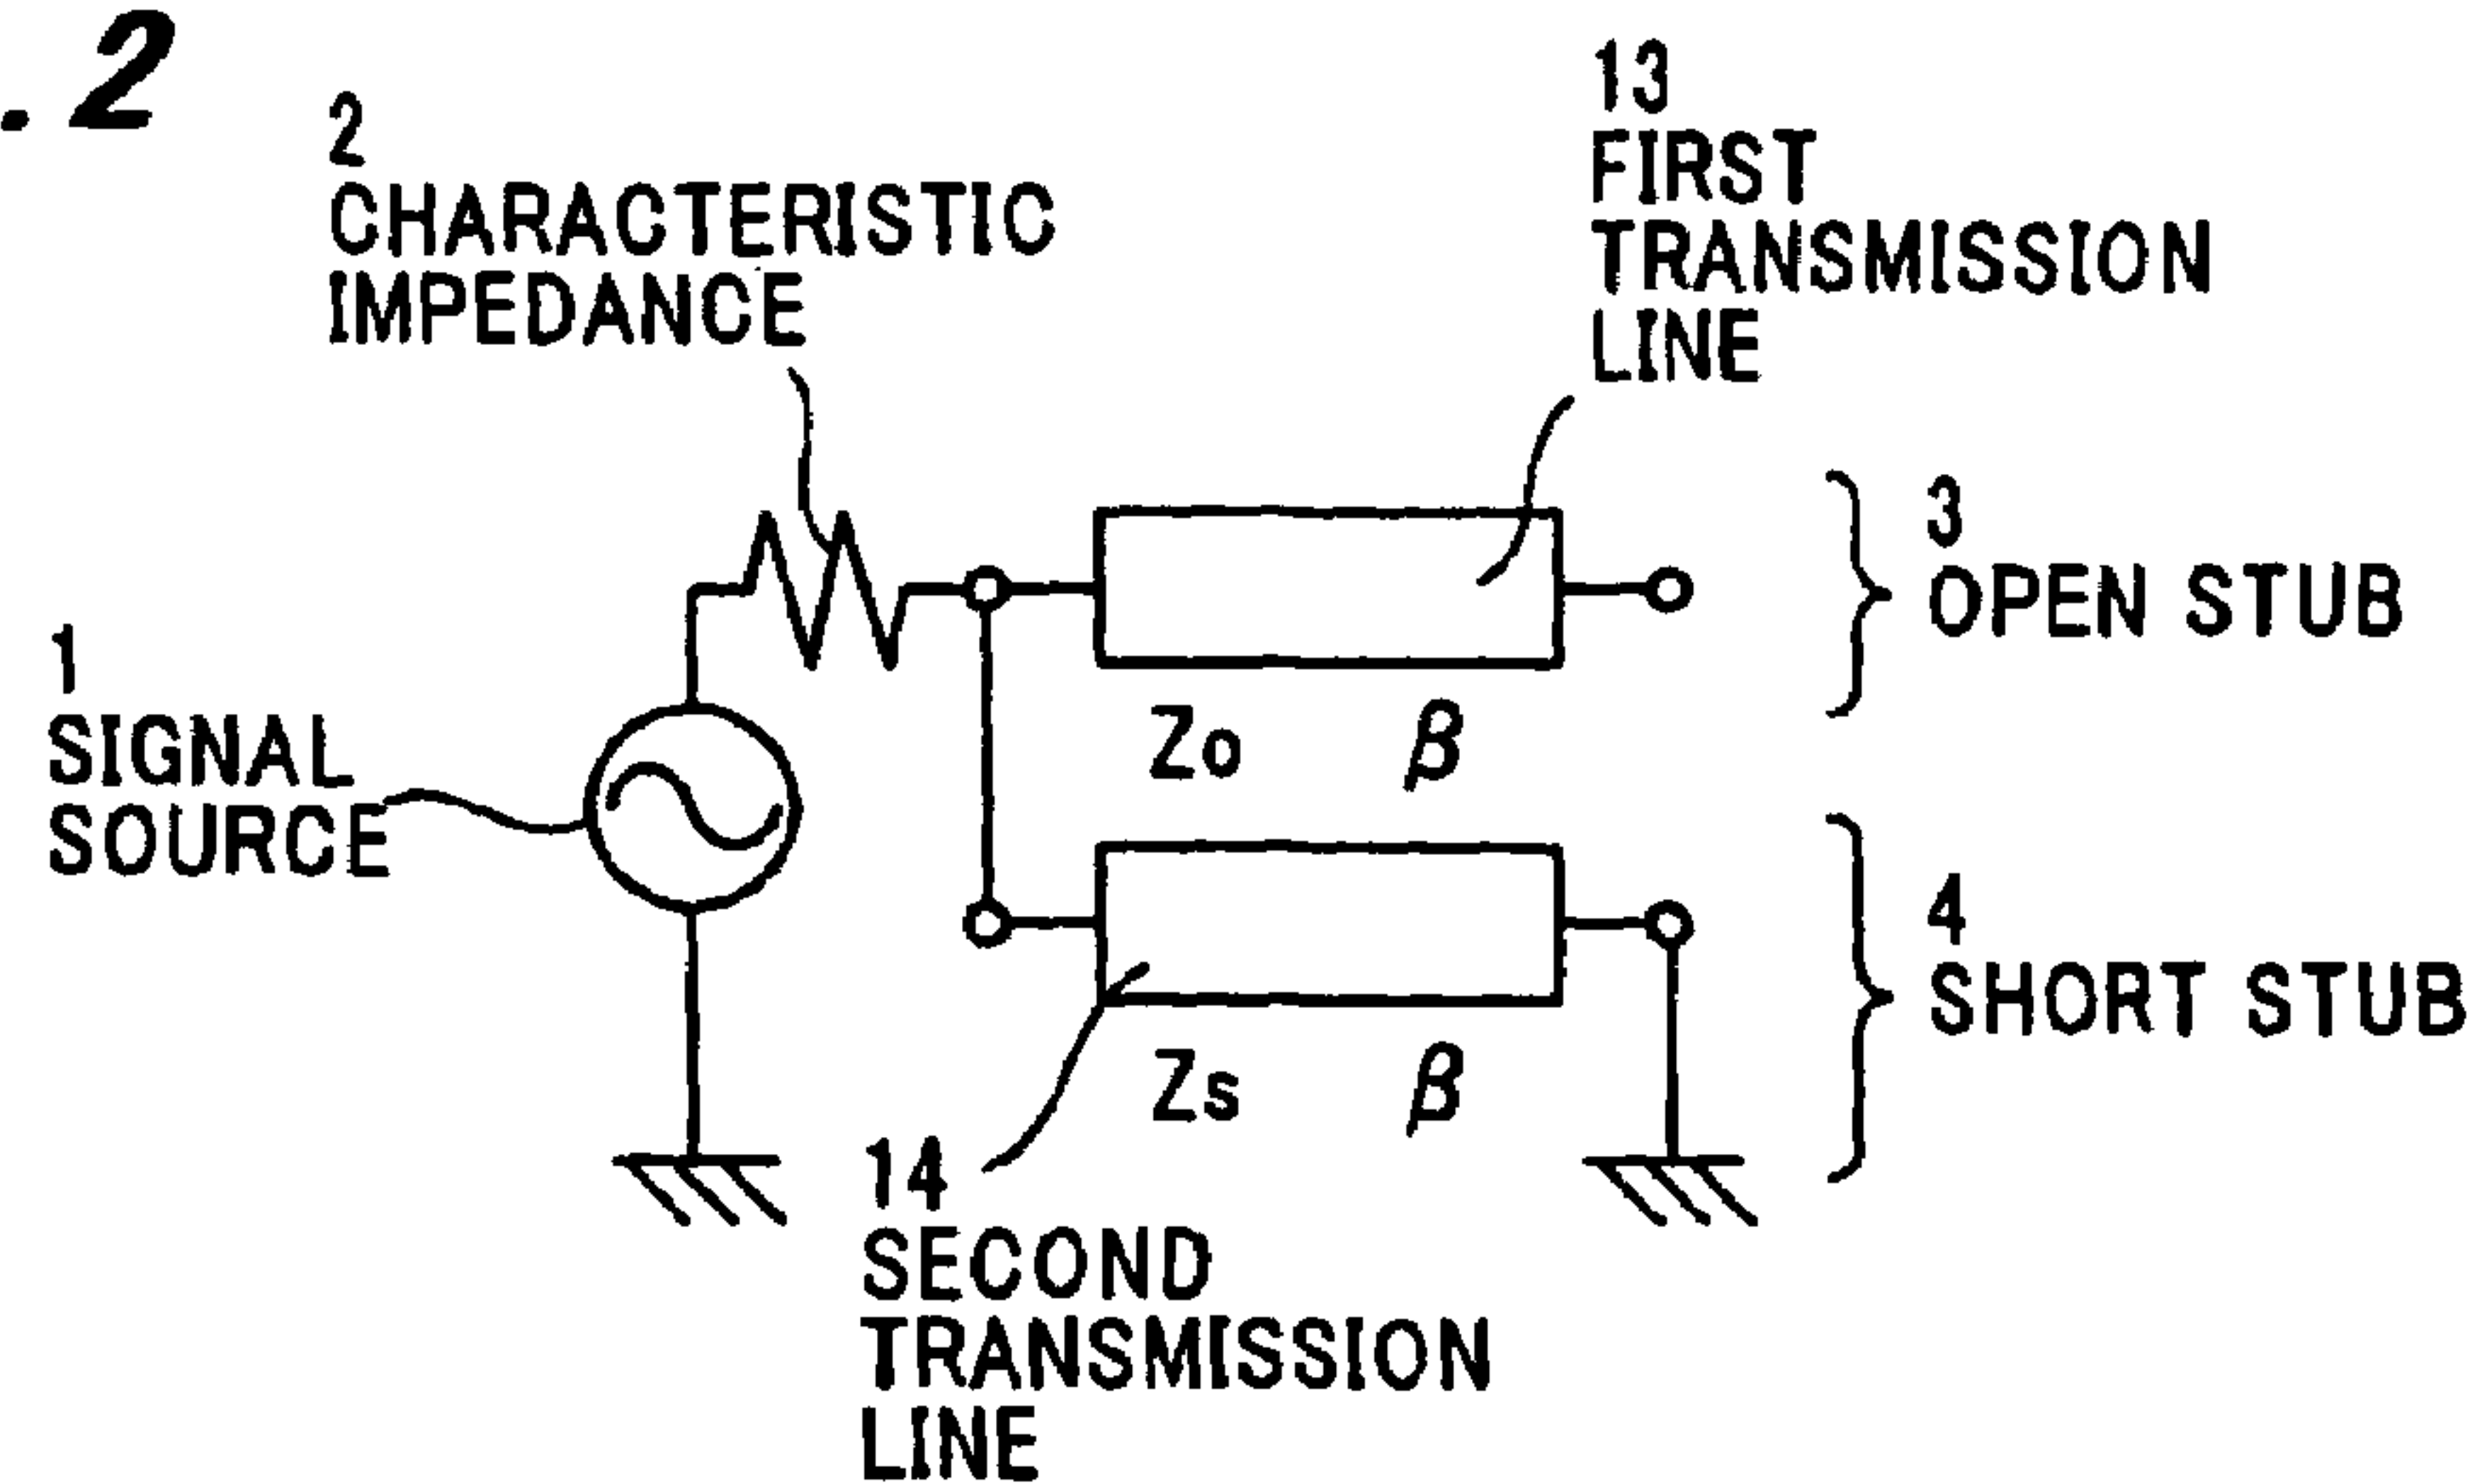 .2
2
CHARACTERISTIC
IMPEDANCE
13
FIRST
TRANSMISSION
LINE
3
OPEN STUB
1
SIGNAL
SOURCE
Zo β
4
SHORT STUB
Zs β
14
SECOND
TRANSMISSION
LINE